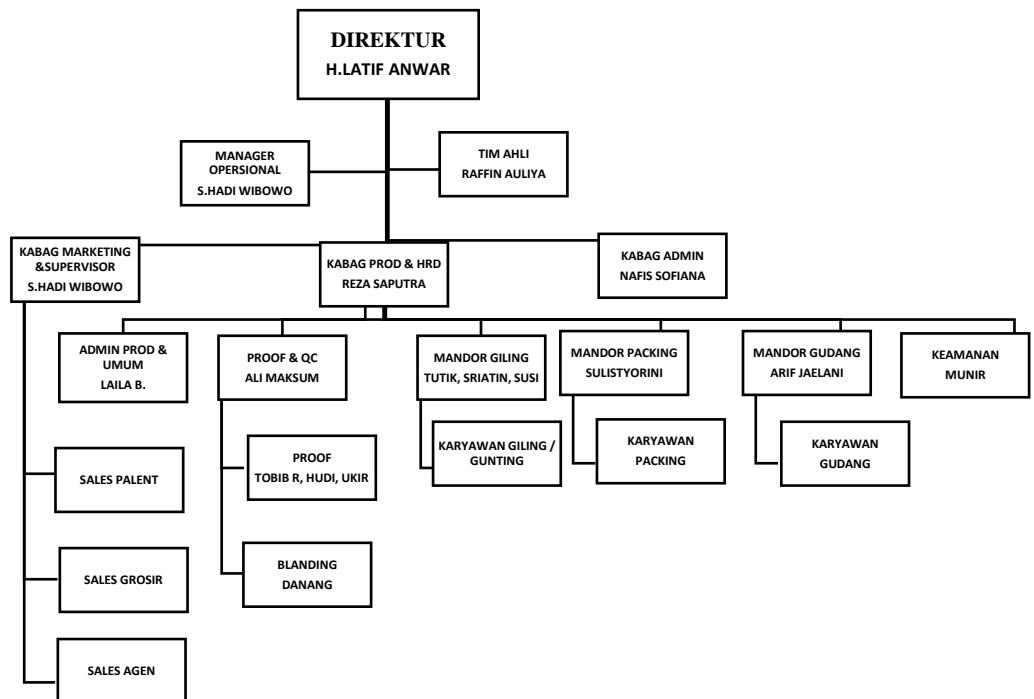 DIREKTUR
H.LATIF ANWAR
MANAGER
OPERSIONAL
S.HADI WIBOWO
TIM AHLI
RAFFIN AULIYA
KABAG MARKETING
&SUPERVISOR
S.HADI WIBOWO
KABAG PROD & HRD
REZA SAPUTRA
KABAG ADMIN
NAFIS SOFIANA
ADMIN PROD &
UMUM
LAILA B.
PROOF & QC
ALI MAKSUM
MANDOR GILING
TUTIK, SRIATIN, SUSI
MANDOR PACKING
SULISTYORINI
MANDOR GUDANG
ARIF JAELANI
KEAMANAN
MUNIR
SALES PALENT
PROOF
TOBIB R, HUDI, UKIR
KARYAWAN GILING /
GUNTING
KARYAWAN
PACKING
KARYAWAN
GUDANG
SALES GROSIR
BLANDING
DANANG
SALES AGEN